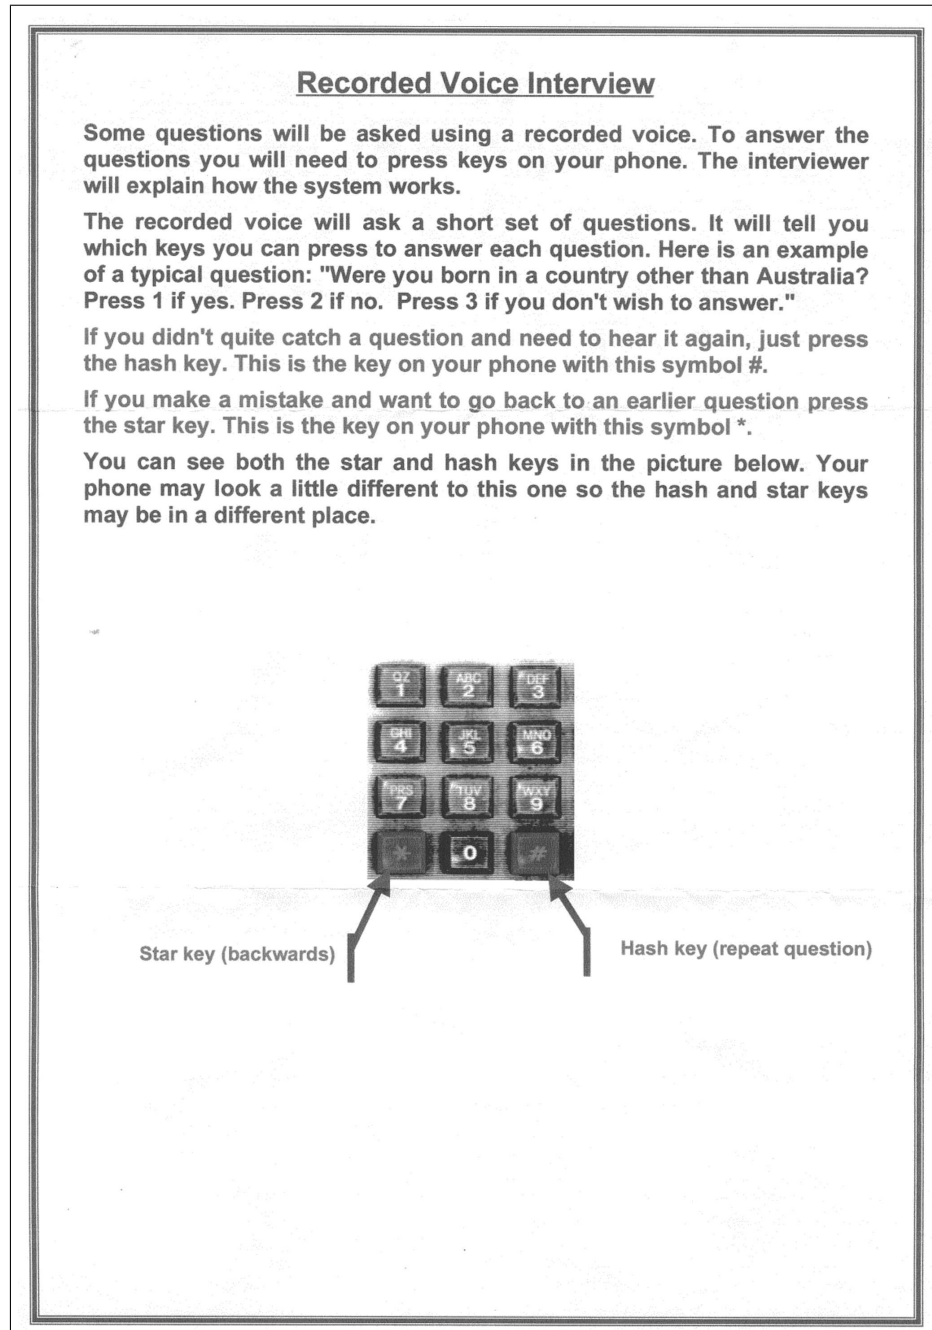 Recorded Voice Interview
Some questions will be asked using a recorded voice. To answer the
questions you will need to press keys on your phone. The interviewer
will explain how the system works.
The recorded voice will ask a short set of questions. It will tell you
which keys you can press to answer each question. Here is an example
of a typical question: "Were you born in a country other than Australia?
Press 1 if yes. Press 2 if no.  Press 3 if you don't wish to answer."
If you didn't quite catch a question and need to hear it again, just press
the hash key. This is the key on your phone with this symbol #.
If you make a mistake and want to go back to an earlier question press
the star key. This is the key on your phone with this symbol *.
You can see both the star and hash keys in the picture below. Your
phone may look a little different to this one so the hash and star keys
may be in a different place.
QZ ABC DEF
1 2 3
GHI JKL MNO
4 5 6
PRS TUV WXY
7 8 9
* 0 #
Star key (backwards) Hash key (repeat question)